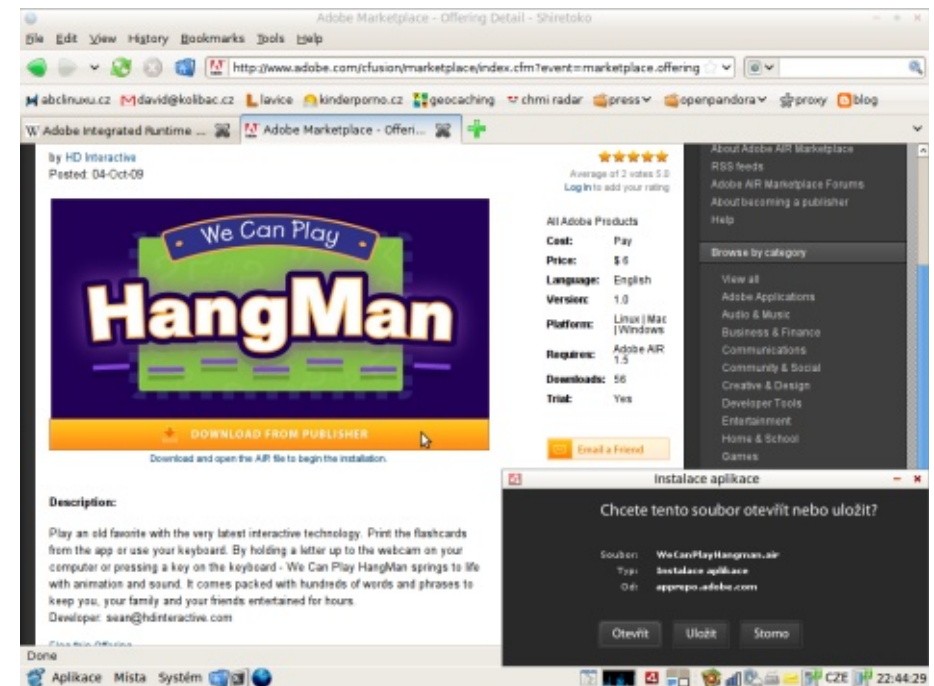 Adobe Marketplace - Offering Detail - Shiretoko
File Edit View History Bookmarks Tools Help
http://www.adobe.com/cfusion/marketplace/index.cfm?event=marketplace.offering
abclinuxu.cz david@kolibac.cz lavice kinderporno.cz geocaching chmi radar press openpandora proxy blog
Adobe Integrated Runtime ... Adobe Marketplace - Offeri...
by HD Interactive
Posted: 04-Oct-09
We Can Play
HangMan
DOWNLOAD FROM PUBLISHER
Download and open the AIR file to begin the installation.
Description:
Play an old favorite with the very latest interactive technology. Print the flashcards
from the app or use your keyboard. By holding a letter up to the webcam on your
computer or pressing a key on the keyboard - We Can Play HangMan springs to life
with animation and sound. It comes packed with hundreds of words and phrases to
keep you, your family and your friends entertained for hours.
Developer: sean@hdinteractive.com
Average of 2 votes 5.0
Log in to add your rating
All Adobe Products
Cost: Pay
Price: $ 6
Language: English
Version: 1.0
Platform: Linux | Mac
| Windows
Requires: Adobe AIR
1.5
Downloads: 56
Trial: Yes
Email a Friend
About Adobe AIR Marketplace
RSS feeds
Adobe AIR Marketplace Forums
About becoming a publisher
Help
Browse by category
View all
Adobe Applications
Audio & Music
Business & Finance
Communications
Community & Social
Creative & Design
Developer Tools
Entertainment
Home & School
Games
Instalace aplikace
Chcete tento soubor otevřít nebo uložit?
Soubor: WeCanPlayHangman.air
Typ: Instalace aplikace
Od: apprepo.adobe.com
Otevřít Uložit Storno
Done
Aplikace Místa Systém CZE 22:44:29